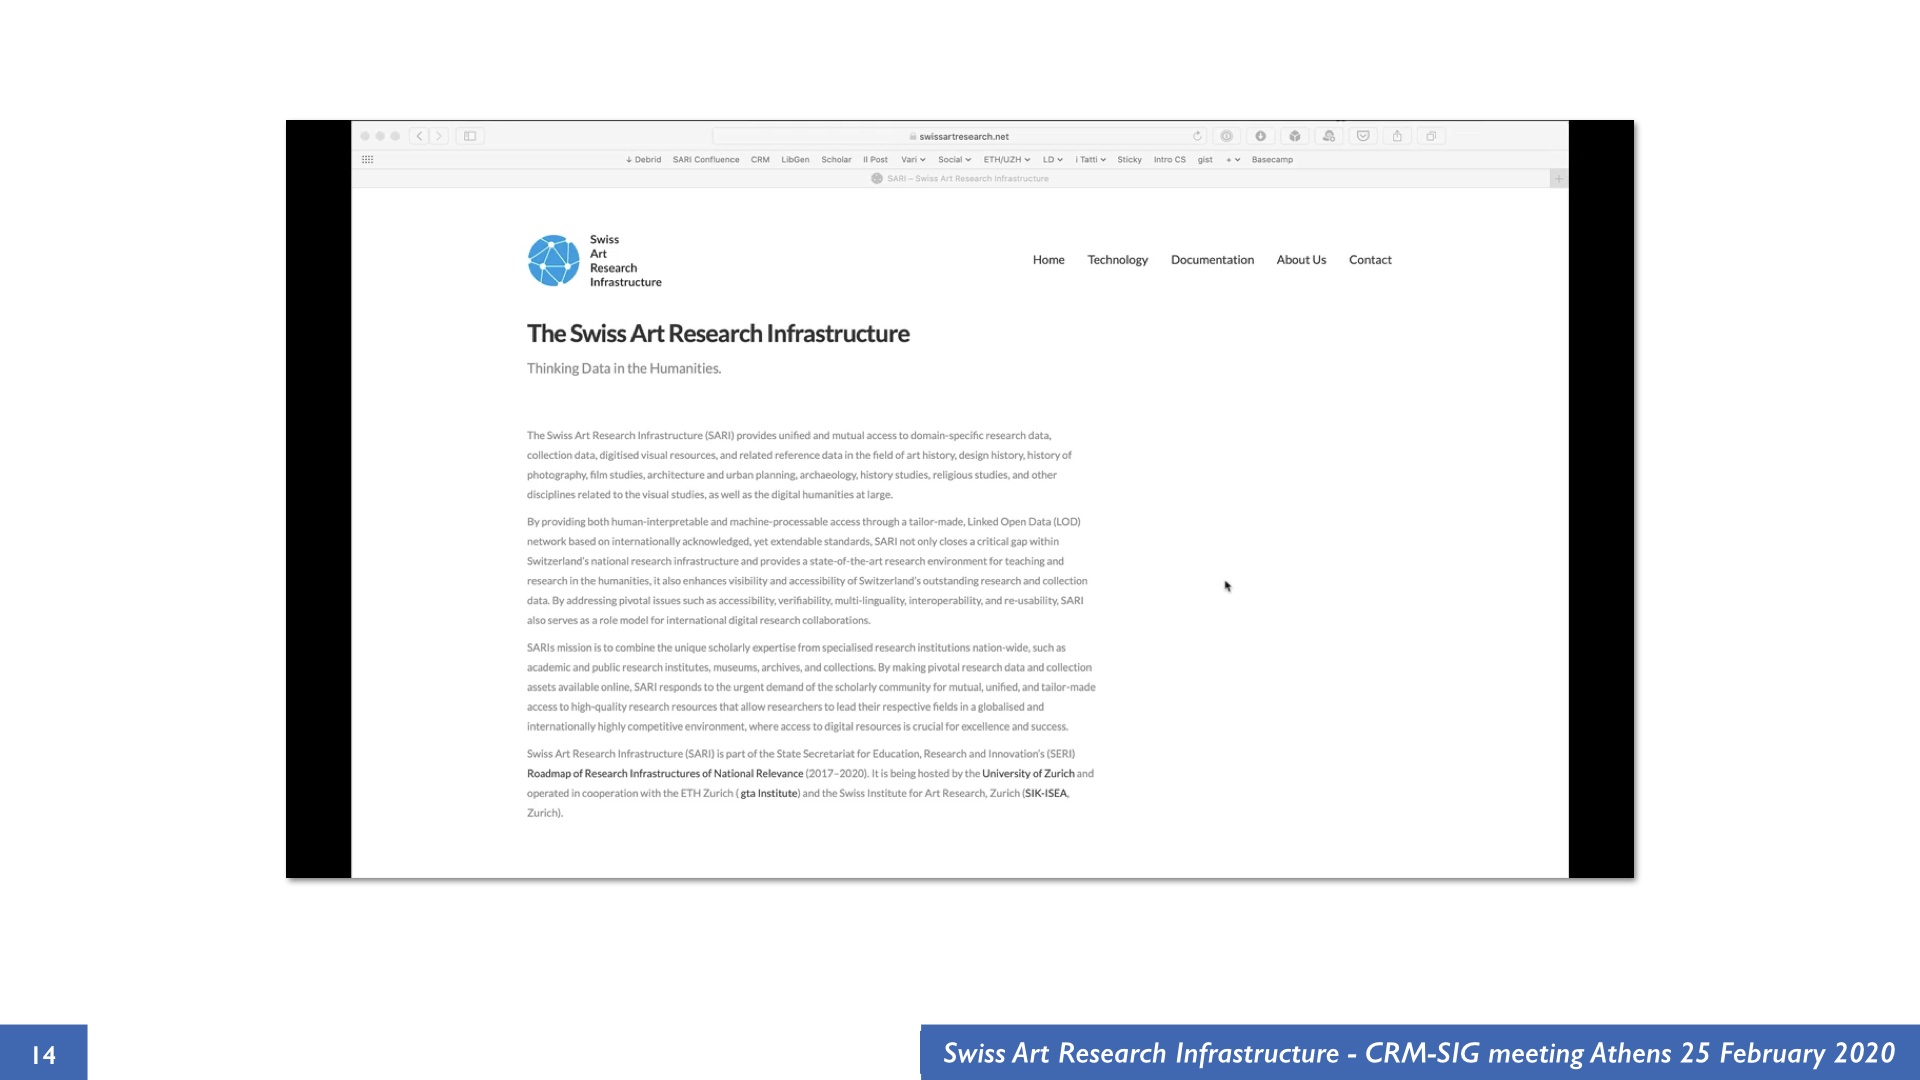 swissartresearch.net
↓ Debrid SARI Confluence CRM LibGen Scholar Il Post Vari Social ETH/UZH LD i Tatti Sticky Intro CS gist + Basecamp
SARI – Swiss Art Research Infrastructure
Swiss
Art
Research
Infrastructure
Home Technology Documentation About Us Contact
The Swiss Art Research Infrastructure
Thinking Data in the Humanities.
The Swiss Art Research Infrastructure (SARI) provides unified and mutual access to domain-specific research data,
collection data, digitised visual resources, and related reference data in the field of art history, design history, history of
photography, film studies, architecture and urban planning, archaeology, history studies, religious studies, and other
disciplines related to the visual studies, as well as the digital humanities at large.
By providing both human-interpretable and machine-processable access through a tailor-made, Linked Open Data (LOD)
network based on internationally acknowledged, yet extendable standards, SARI not only closes a critical gap within
Switzerland's national research infrastructure and provides a state-of-the-art research environment for teaching and
research in the humanities, it also enhances visibility and accessibility of Switzerland's outstanding research and collection
data. By addressing pivotal issues such as accessibility, verifiability, multi-linguality, interoperability, and re-usability, SARI
also serves as a role model for international digital research collaborations.
SARIs mission is to combine the unique scholarly expertise from specialised research institutions nation-wide, such as
academic and public research institutes, museums, archives, and collections. By making pivotal research data and collection
assets available online, SARI responds to the urgent demand of the scholarly community for mutual, unified, and tailor-made
access to high-quality research resources that allow researchers to lead their respective fields in a globalised and
internationally highly competitive environment, where access to digital resources is crucial for excellence and success.
Swiss Art Research Infrastructure (SARI) is part of the State Secretariat for Education, Research and Innovation's (SERI)
Roadmap of Research Infrastructures of National Relevance (2017–2020). It is being hosted by the University of Zurich and
operated in cooperation with the ETH Zurich ( gta Institute) and the Swiss Institute for Art Research, Zurich (SIK-ISEA,
Zurich).
14
Swiss Art Research Infrastructure - CRM-SIG meeting Athens 25 February 2020